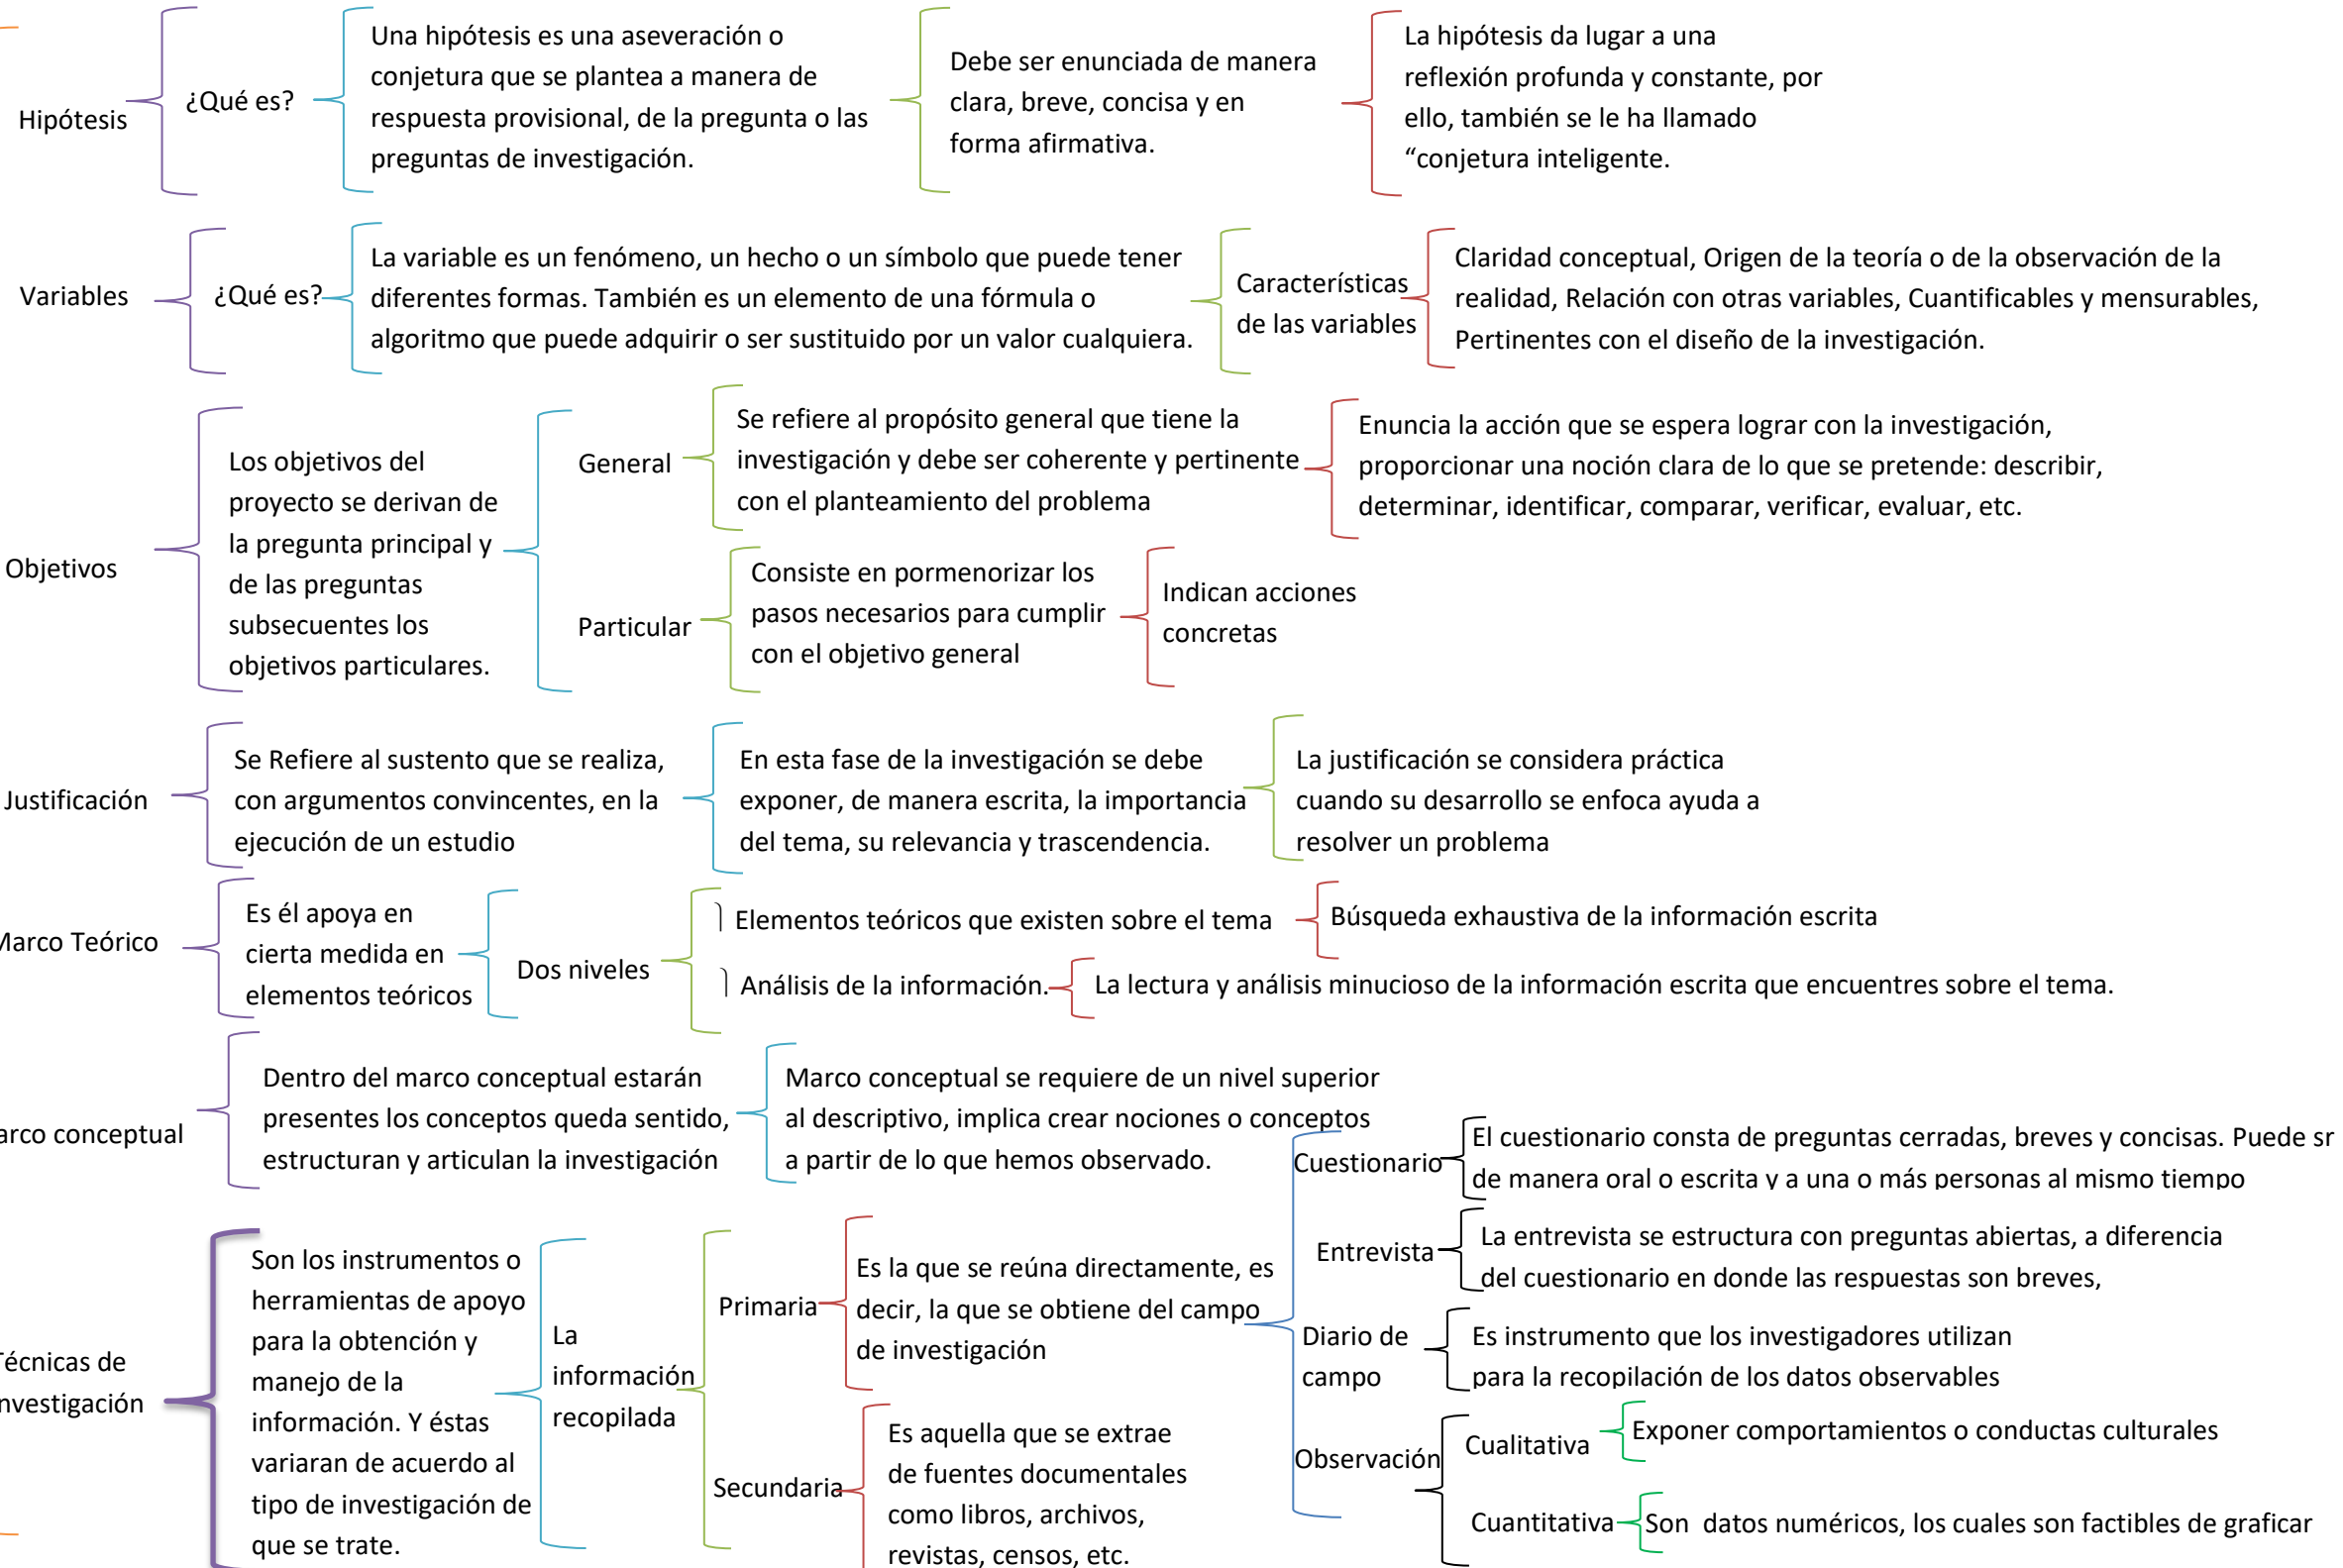 Hipótesis
¿Qué es?
Una hipótesis es una aseveración o
conjetura que se plantea a manera de
respuesta provisional, de la pregunta o las
preguntas de investigación.
Debe ser enunciada de manera
clara, breve, concisa y en
forma afirmativa.
La hipótesis da lugar a una
reflexión profunda y constante, por
ello, también se le ha llamado
“conjetura inteligente.
Variables
¿Qué es?
La variable es un fenómeno, un hecho o un símbolo que puede tener
diferentes formas. También es un elemento de una fórmula o
algoritmo que puede adquirir o ser sustituido por un valor cualquiera.
Características
de las variables
Claridad conceptual, Origen de la teoría o de la observación de la
realidad, Relación con otras variables, Cuantificables y mensurables,
Pertinentes con el diseño de la investigación.
Objetivos
Los objetivos del
proyecto se derivan de
la pregunta principal y
de las preguntas
subsecuentes los
objetivos particulares.
General
Se refiere al propósito general que tiene la
investigación y debe ser coherente y pertinente
con el planteamiento del problema
Enuncia la acción que se espera lograr con la investigación,
proporcionar una noción clara de lo que se pretende: describir,
determinar, identificar, comparar, verificar, evaluar, etc.
Particular
Consiste en pormenorizar los
pasos necesarios para cumplir
con el objetivo general
Indican acciones
concretas
Justificación
Se Refiere al sustento que se realiza,
con argumentos convincentes, en la
ejecución de un estudio
En esta fase de la investigación se debe
exponer, de manera escrita, la importancia
del tema, su relevancia y trascendencia.
La justificación se considera práctica
cuando su desarrollo se enfoca ayuda a
resolver un problema
Marco Teórico
Es él apoya en
cierta medida en
elementos teóricos
Dos niveles
Elementos teóricos que existen sobre el tema
Búsqueda exhaustiva de la información escrita
Análisis de la información.
La lectura y análisis minucioso de la información escrita que encuentres sobre el tema.
arco conceptual
Dentro del marco conceptual estarán
presentes los conceptos queda sentido,
estructuran y articulan la investigación
Marco conceptual se requiere de un nivel superior
al descriptivo, implica crear nociones o conceptos
a partir de lo que hemos observado.
Técnicas de
nvestigación
Son los instrumentos o
herramientas de apoyo
para la obtención y
manejo de la
información. Y éstas
variaran de acuerdo al
tipo de investigación de
que se trate.
La
información
recopilada
Primaria
Es la que se reúna directamente, es
decir, la que se obtiene del campo
de investigación
Cuestionario
El cuestionario consta de preguntas cerradas, breves y concisas. Puede sr
de manera oral o escrita y a una o más personas al mismo tiempo
Entrevista
La entrevista se estructura con preguntas abiertas, a diferencia
del cuestionario en donde las respuestas son breves,
Diario de
campo
Es instrumento que los investigadores utilizan
para la recopilación de los datos observables
Observación
Cualitativa
Exponer comportamientos o conductas culturales
Cuantitativa
Son datos numéricos, los cuales son factibles de graficar
Secundaria
Es aquella que se extrae
de fuentes documentales
como libros, archivos,
revistas, censos, etc.